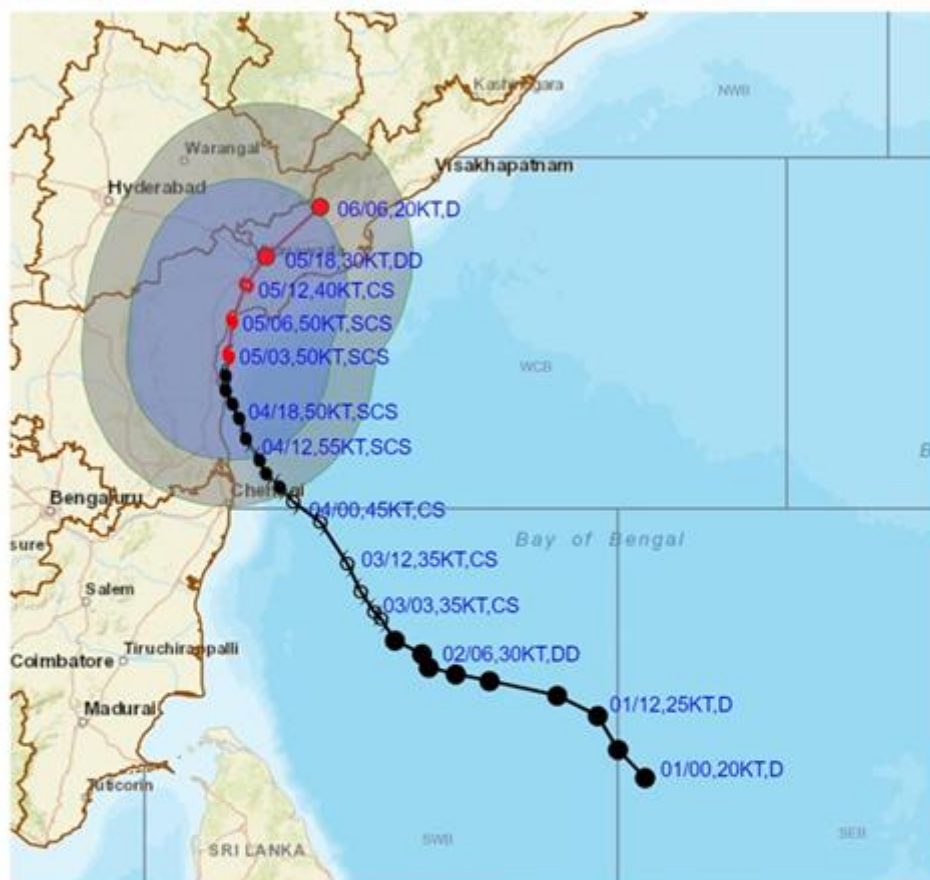 Kashinagara
NWB
Warangal
Visakhapatnam
Hyderabad
06/06,20KT,D
05/18,30KT,DD
05/12,40KT,CS
05/06,50KT,SCS
05/03,50KT,SCS
WCB
04/18,50KT,SCS
04/12,55KT,SCS
B
Bengaluru
Chennai
04/00,45KT,CS
sure
Bay of Bengal
03/12,35KT,CS
Salem
03/03,35KT,CS
Tiruchirappalli
Coimbatore
02/06,30KT,DD
Madurai
01/12,25KT,D
01/00,20KT,D
Tuticorin
SWB
SEB
SRI LANKA